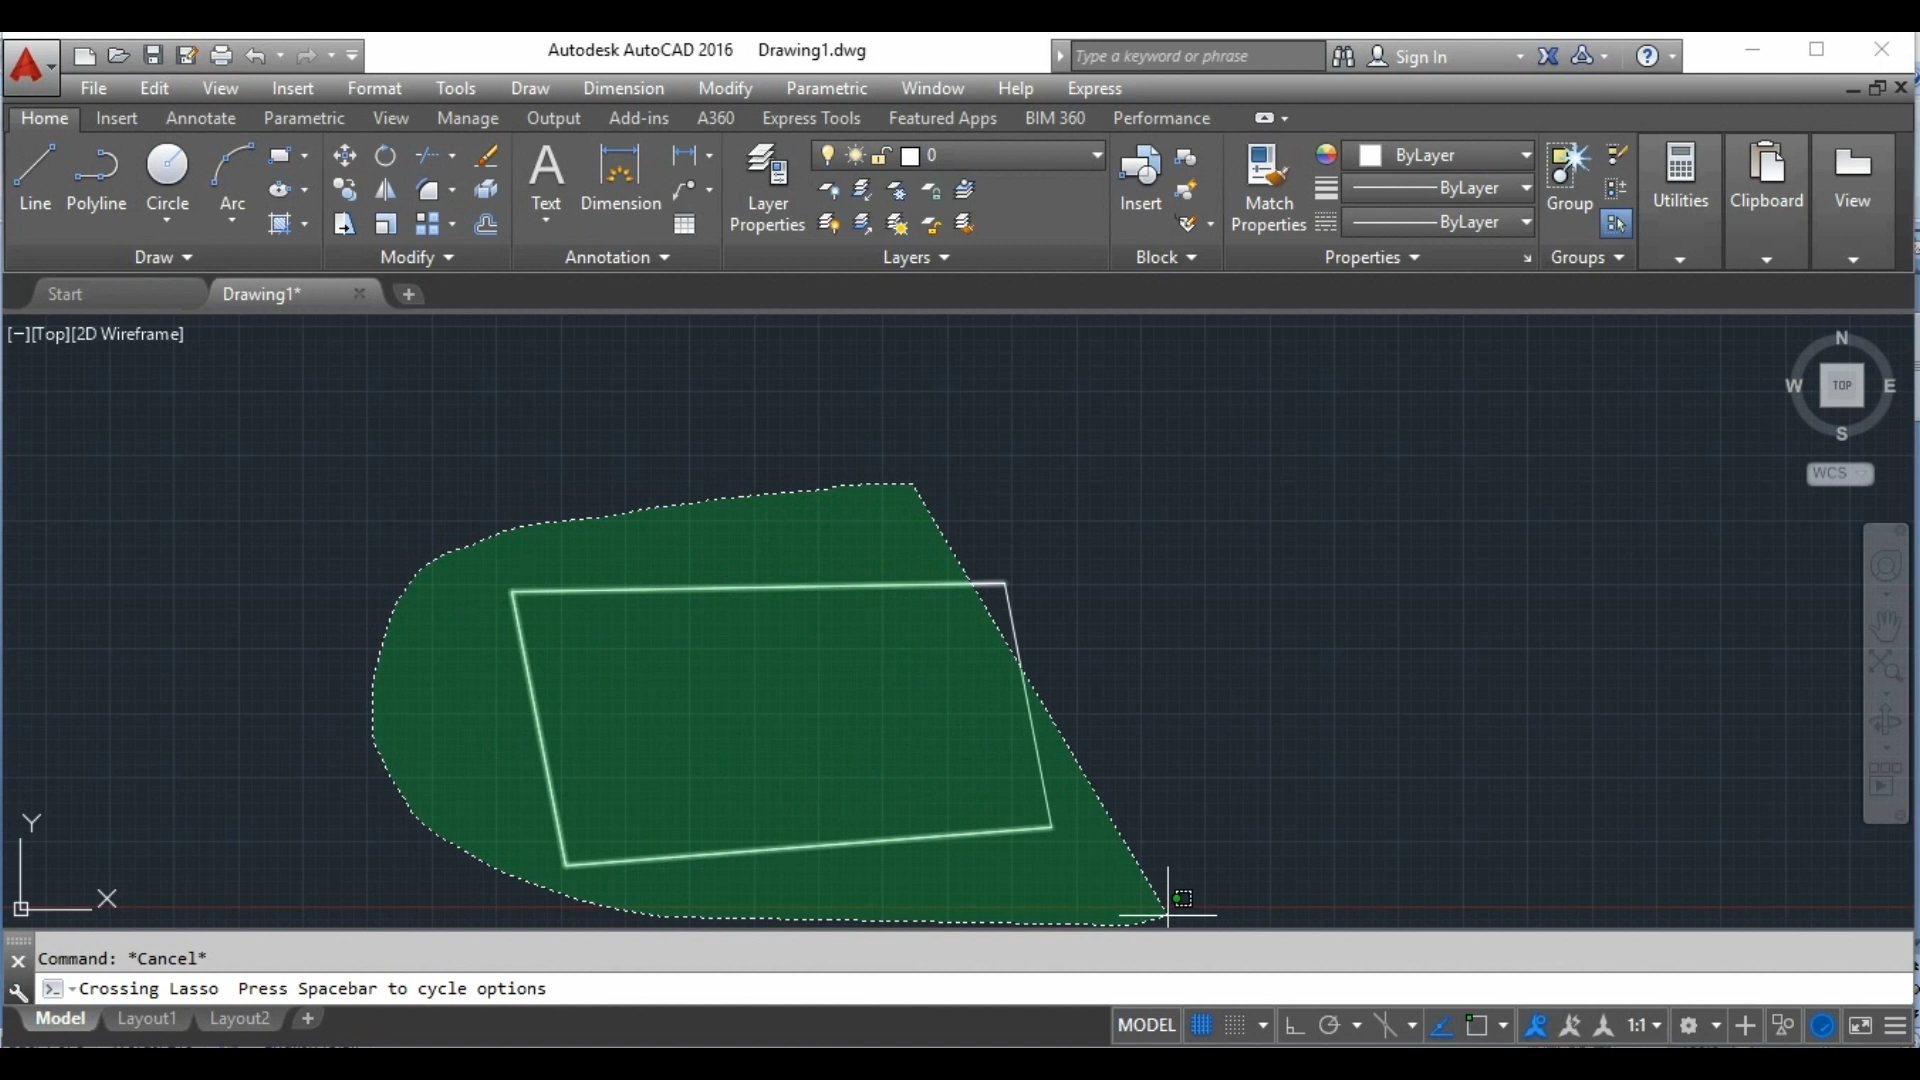 Autodesk AutoCAD 2016 Drawing1.dwg
Type a keyword or phrase
Sign In
File Edit View Insert Format Tools Draw Dimension Modify Parametric Window Help Express
Home Insert Annotate Parametric View Manage Output Add-ins A360 Express Tools Featured Apps BIM 360 Performance
0
ByLayer
ByLayer
ByLayer
Line Polyline Circle Arc
A
Text Dimension
Layer Properties
Insert
Match Properties
Group
Utilities
Clipboard
View
Draw Modify Annotation Layers Block Properties Groups
Start Drawing1*
[−][Top][2D Wireframe]
N
W TOP E
S
WCS
Y
X
Command: *Cancel*
Crossing Lasso Press Spacebar to cycle options
Model Layout1 Layout2
MODEL 1:1